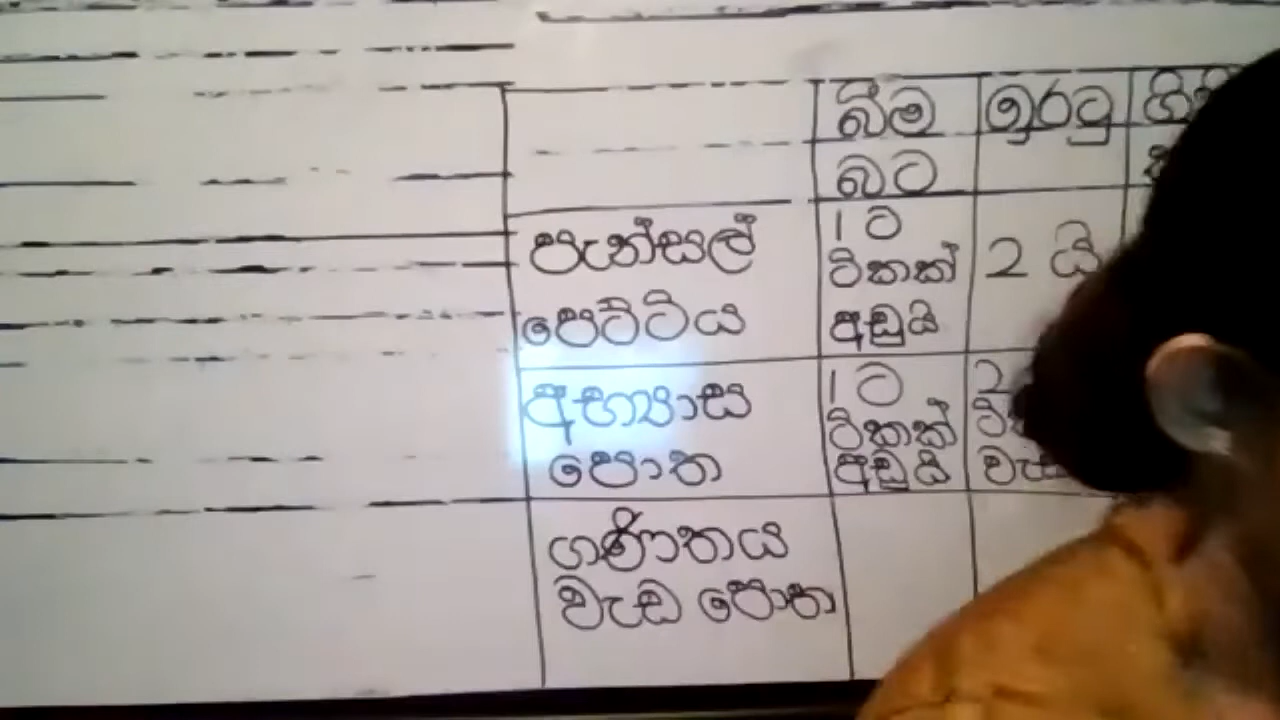 බීම ඉරටු
බට
පැන්සල් 1 ට
ටිකක් 2 යි
පෙට්ටිය අඩුයි
අභ්‍යාස 1 ට 2
ටිකක්
පොත අඩුයි
ගණිතය
වැඩ පොත